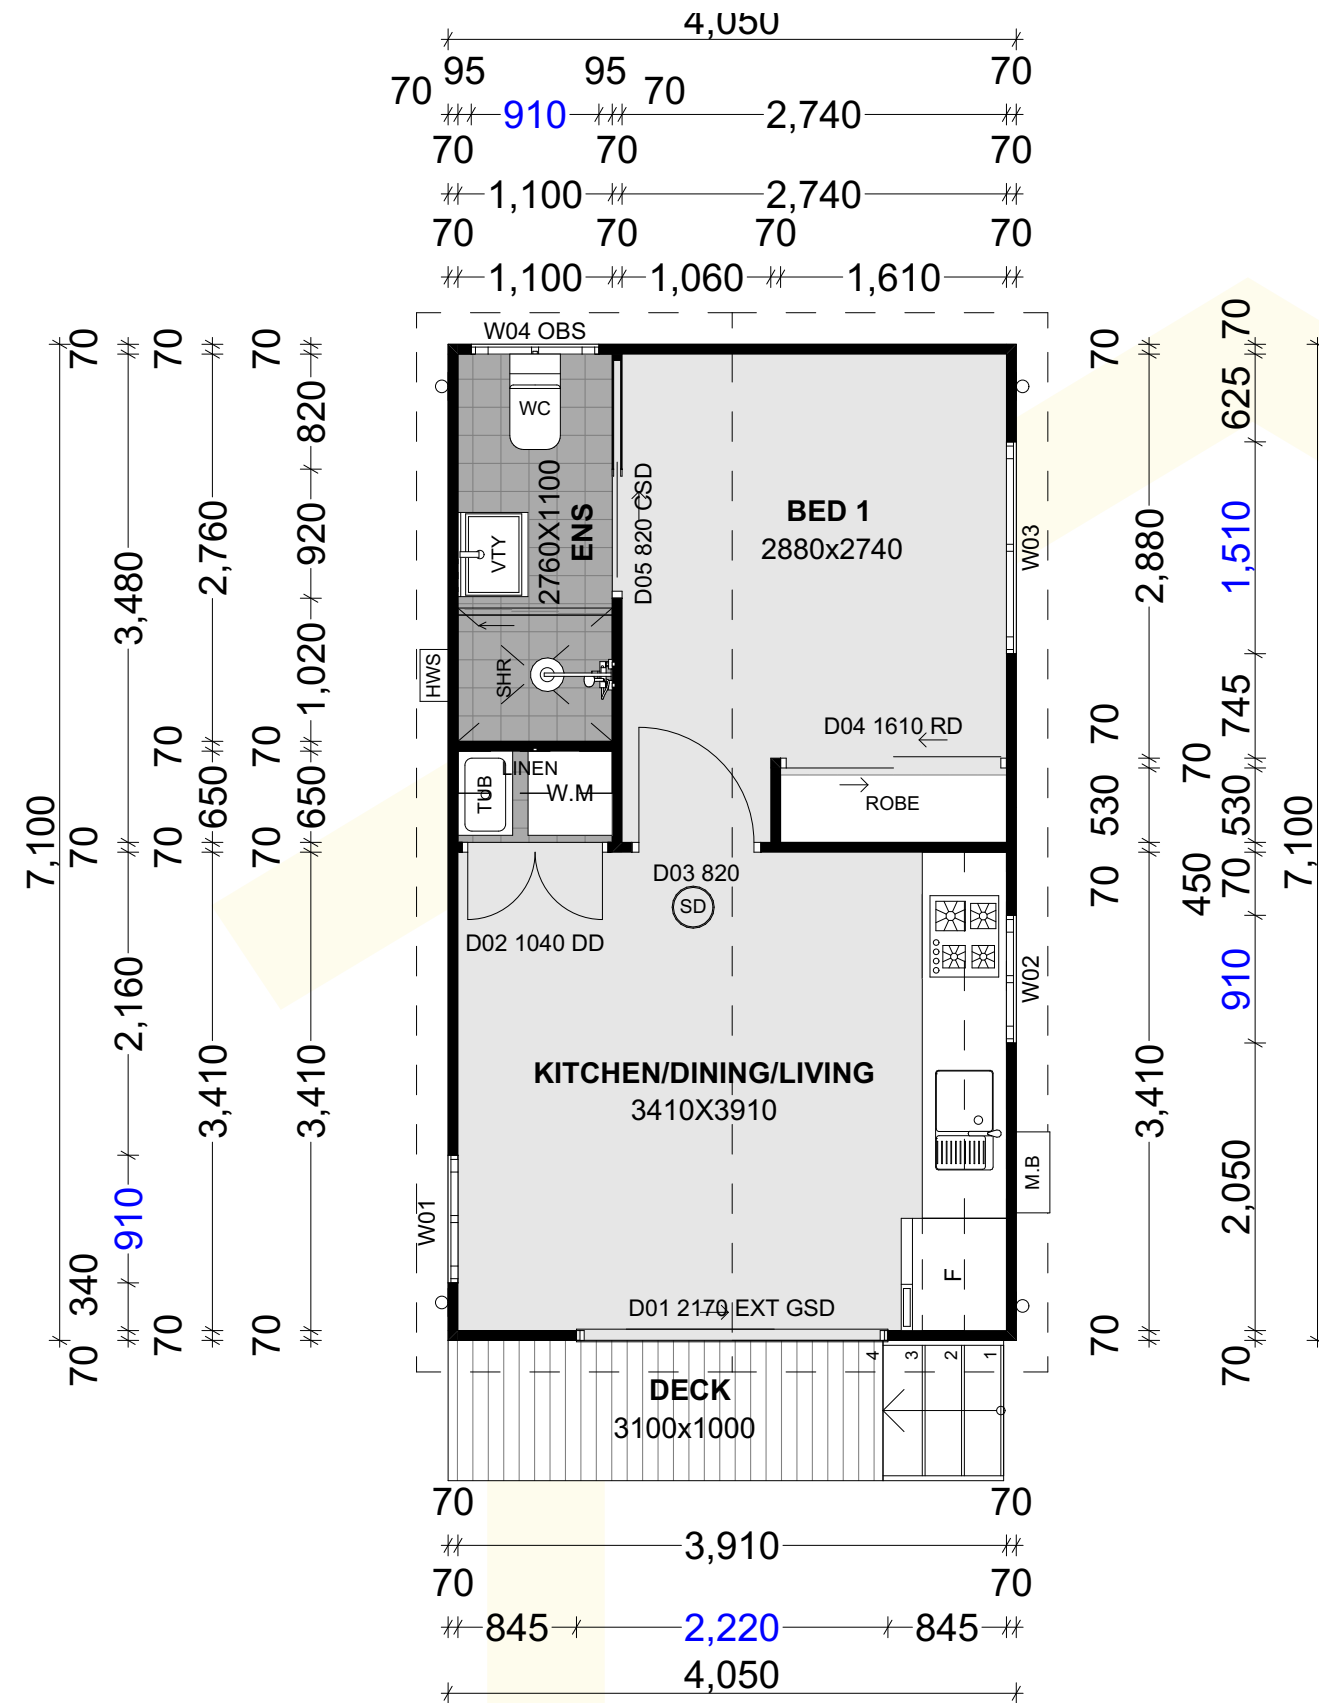 4,050
95 95 70
70 70
910 2,740
70 70 70
1,100 2,740
70 70 70 70
1,100 1,060 1,610
W04 OBS
70 70 70 70 70
820 625
WC
2,760 920 3,480
2760X1100
ENS
D05 820 CSD
BED 1
2880x2740
W03
2,880 1,510
VTY
1,020
HWS
SHR
745
D04 1610 RD
70 70 70 70
650 650
TUB
LINEN
W.M
ROBE
530 530
7,100 7,100
70 70 70 70 70
450
D03 820
SD
D02 1040 DD
2,160 910
W02
KITCHEN/DINING/LIVING
3410X3910
3,410 3,410 3,410
2,050
M.B
910
W01
F
340
D01 2170 EXT GSD
70 70 70 70 70
4 3 2 1
DECK
3100x1000
70 70
3,910
70 70
845 2,220 845
4,050